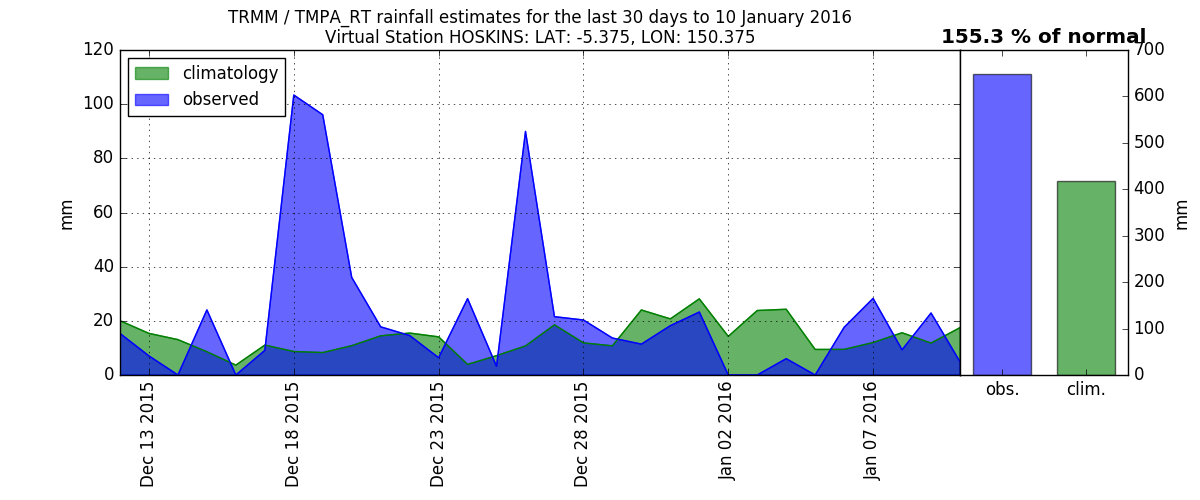 TRMM / TMPA_RT rainfall estimates for the last 30 days to 10 January 2016
Virtual Station HOSKINS: LAT: -5.375, LON: 150.375
155.3 % of normal
climatology
observed
120
100
80
60
40
20
0
mm
Dec 13 2015
Dec 18 2015
Dec 23 2015
Dec 28 2015
Jan 02 2016
Jan 07 2016
700
600
500
400
300
200
100
0
mm
obs.
clim.